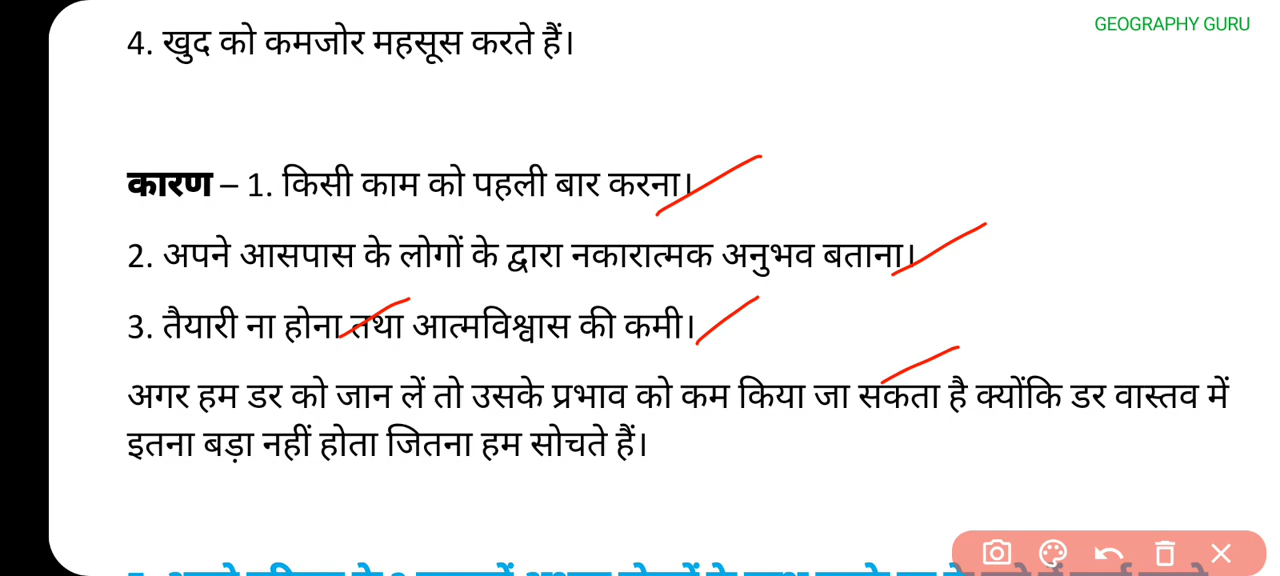 GEOGRAPHY GURU
4. खुद को कमजोर महसूस करते हैं।
कारण – 1. किसी काम को पहली बार करना।
2. अपने आसपास के लोगों के द्वारा नकारात्मक अनुभव बताना।
3. तैयारी ना होना तथा आत्मविश्वास की कमी।
अगर हम डर को जान लें तो उसके प्रभाव को कम किया जा सकता है क्योंकि डर वास्तव में
इतना बड़ा नहीं होता जितना हम सोचते हैं।